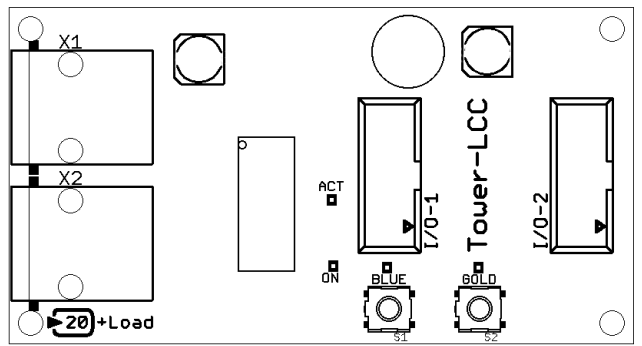 X1
X2
ACT
ON
I/O-1
Tower-LCC
I/O-2
BLUE
GOLD
S1
S2
20 +Load